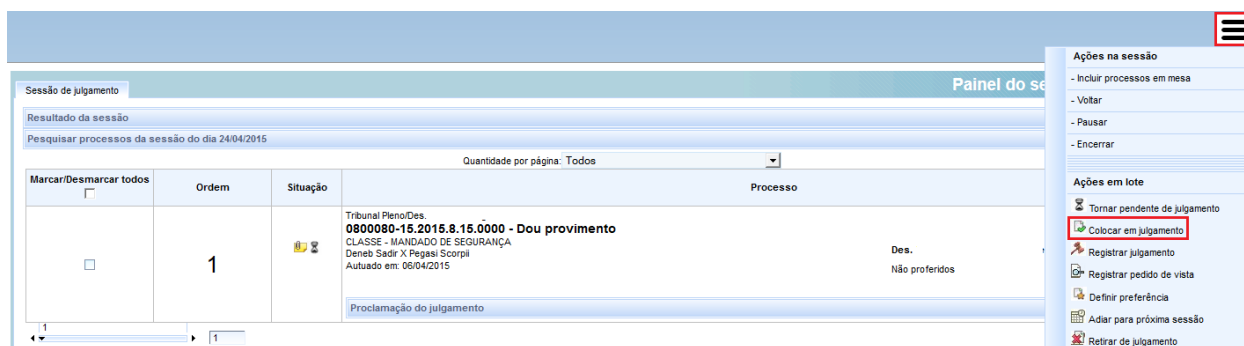 Ações na sessão
- Incluir processos em mesa
- Voltar
- Pausar
- Encerrar
Ações em lote
Tornar pendente de julgamento
Colocar em julgamento
Registrar julgamento
Registrar pedido de vista
Definir preferência
Adiar para próxima sessão
Retirar de julgamento
Sessão de julgamento
Painel do se
Resultado da sessão
Pesquisar processos da sessão do dia 24/04/2015
Quantidade por página: Todos
Marcar/Desmarcar todos
Ordem
Situação
Processo
1
Tribunal Pleno/Des.
0800080-15.2015.8.15.0000 - Dou provimento
CLASSE - MANDADO DE SEGURANÇA
Deneb Sadir X Pegasi Scorpii
Autuado em: 06/04/2015
Des.
Não proferidos
Proclamação do julgamento
1
1